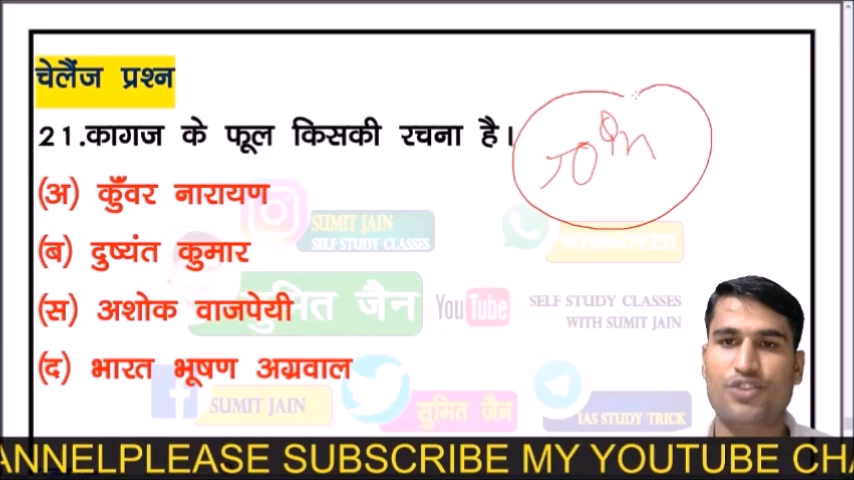 चेलैंज प्रश्न
21.कागज के फूल किसकी रचना है।
(अ) कुँवर नारायण
(ब) दुष्यंत कुमार
(स) अशोक वाजपेयी
(द) भारत भूषण अग्रवाल
SUMIT JAIN
SELF STUDY CLASSES
सुमित जैन
YouTube
SELF STUDY CLASSES
WITH SUMIT JAIN
SUMIT JAIN
सुमित जैन
IAS STUDY TRICK
ANNELPLEASE SUBSCRIBE MY YOUTUBE CHA